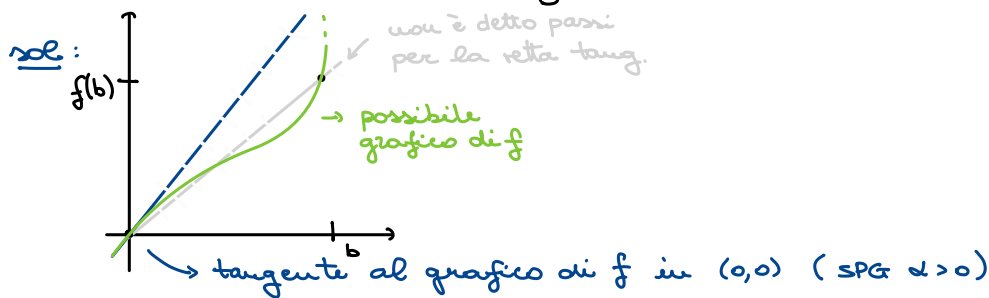 non è detto passi
sol:
per la retta tang.
f(b)
→ possibile
grafico di f
b
→ tangente al grafico di f in (0,0) (SPG α>0)